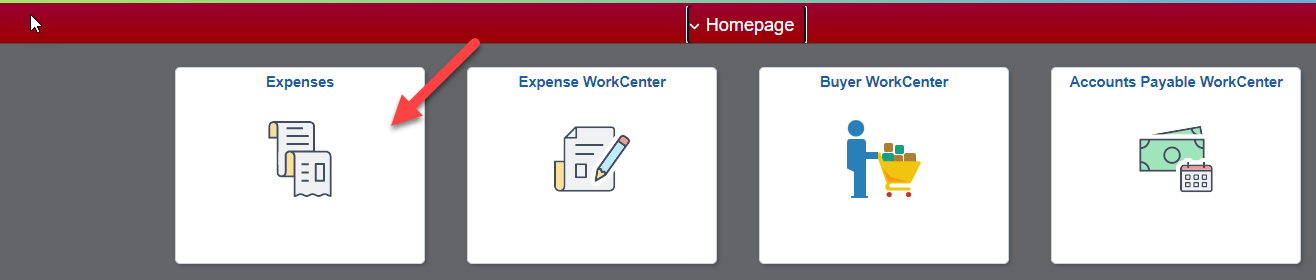 Homepage
Expenses
Expense WorkCenter
Buyer WorkCenter
Accounts Payable WorkCenter